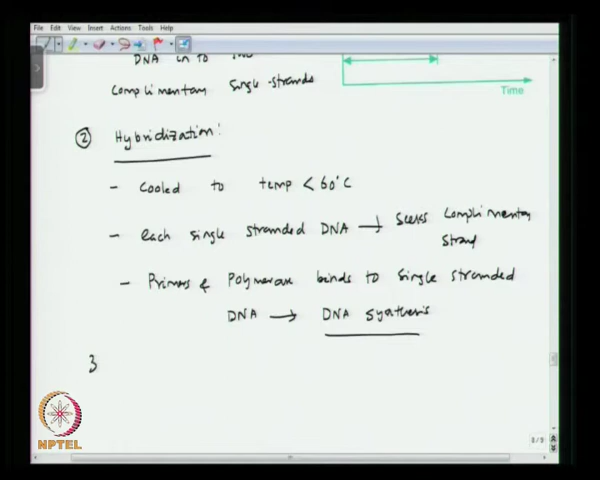 File Edit View Insert Actions Tools Help
DNA in to two
Complimentary Single-strands
Time
② Hybridization:
- Cooled to temp < 60°C
- Each single stranded DNA → Seeks Complimentary
Strand
- Primers & Polymerase binds to single stranded
DNA → DNA synthesis
3
NPTEL
8/9